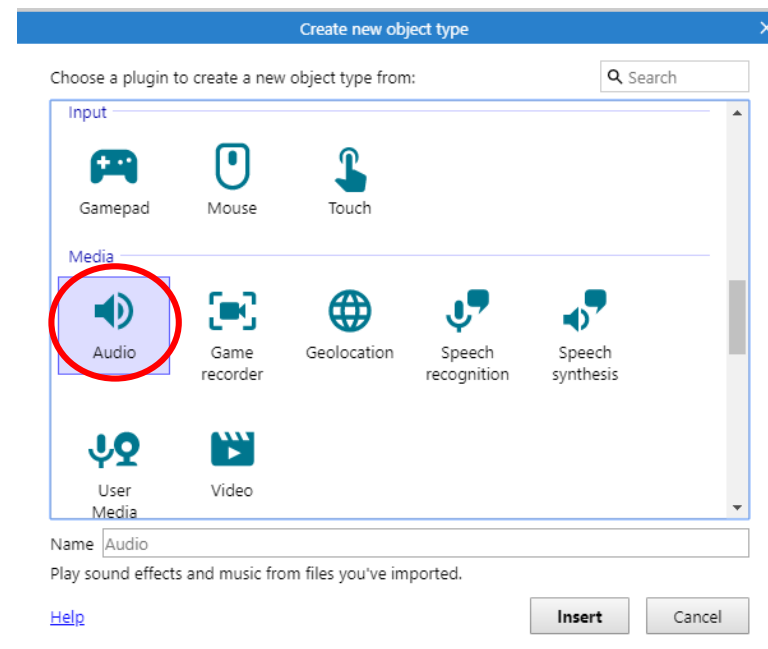 Create new object type
Choose a plugin to create a new object type from:
Search
Input
Gamepad
Mouse
Touch
Media
Audio
Game
recorder
Geolocation
Speech
recognition
Speech
synthesis
User
Media
Video
Name Audio
Play sound effects and music from files you've imported.
Help
Insert
Cancel